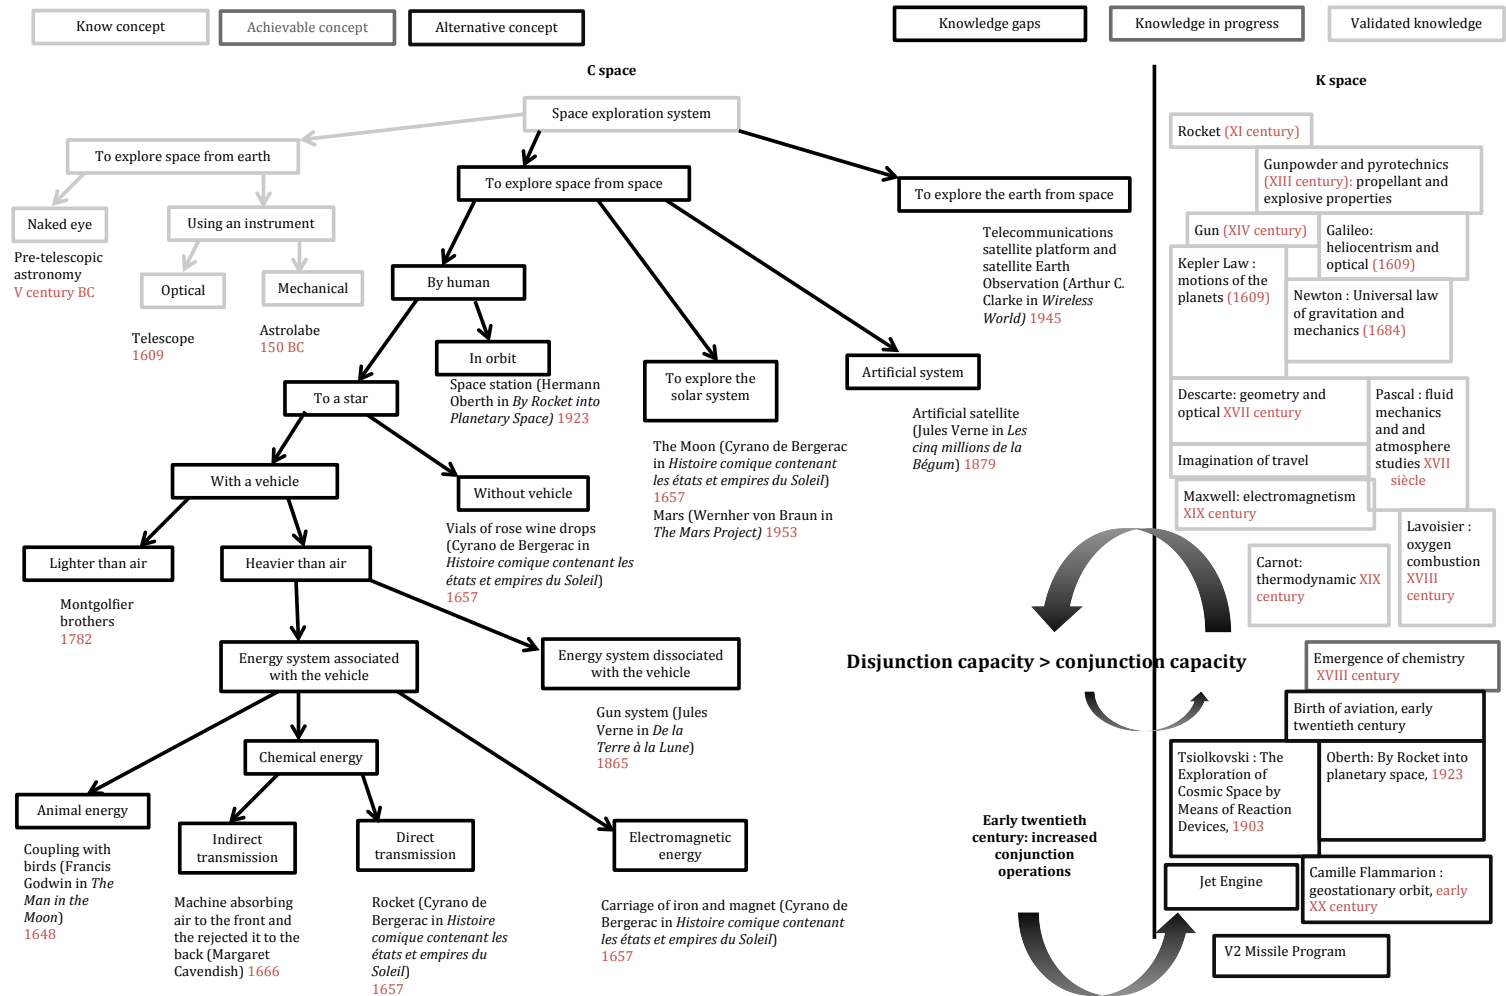 Know concept
Achievable concept
Alternative concept
Knowledge gaps
Knowledge in progress
Validated knowledge
C space
K space
Space exploration system
To explore space from earth
To explore space from space
To explore the earth from space
Naked eye
Using an instrument
Pre-telescopic
astronomy
V century BC
Optical
Mechanical
Telescope
1609
Astrolabe
150 BC
By human
Telecommunications
satellite platform and
satellite Earth
Observation (Arthur C.
Clarke in Wireless
World) 1945
In orbit
Space station (Hermann
Oberth in By Rocket into
Planetary Space) 1923
To explore the
solar system
Artificial system
To a star
The Moon (Cyrano de Bergerac
in Histoire comique contenant
les états et empires du Soleil)
1657
Mars (Wernher von Braun in
The Mars Project) 1953
Artificial satellite
(Jules Verne in Les
cinq millions de la
Bégum) 1879
With a vehicle
Without vehicle
Vials of rose wine drops
(Cyrano de Bergerac in
Histoire comique contenant les
états et empires du Soleil)
1657
Lighter than air
Heavier than air
Montgolfier
brothers
1782
Energy system associated
with the vehicle
Energy system dissociated
with the vehicle
Gun system (Jules
Verne in De la
Terre à la Lune)
1865
Chemical energy
Animal energy
Indirect
transmission
Direct
transmission
Electromagnetic
energy
Coupling with
birds (Francis
Godwin in The
Man in the
Moon)
1648
Machine absorbing
air to the front and
the rejected it to the
back (Margaret
Cavendish) 1666
Rocket (Cyrano de
Bergerac in Histoire
comique contenant les
états et empires du
Soleil)
1657
Carriage of iron and magnet (Cyrano de
Bergerac in Histoire comique contenant
les états et empires du Soleil)
1657
Disjunction capacity > conjunction capacity
Early twentieth
century: increased
conjunction
operations
Rocket (XI century)
Gunpowder and pyrotechnics
(XIII century): propellant and
explosive properties
Gun (XIV century)
Galileo:
heliocentrism and
optical (1609)
Kepler Law :
motions of the
planets (1609)
Newton : Universal law
of gravitation and
mechanics (1684)
Descarte: geometry and
optical XVII century
Pascal : fluid
mechanics
and and
atmosphere
studies XVII
siècle
Imagination of travel
Maxwell: electromagnetism
XIX century
Lavoisier :
oxygen
combustion
XVIII
century
Carnot:
thermodynamic XIX
century
Emergence of chemistry
XVIII century
Birth of aviation, early
twentieth century
Tsiolkovski : The
Exploration of
Cosmic Space by
Means of Reaction
Devices, 1903
Oberth: By Rocket into
planetary space, 1923
Jet Engine
Camille Flammarion :
geostationary orbit, early
XX century
V2 Missile Program